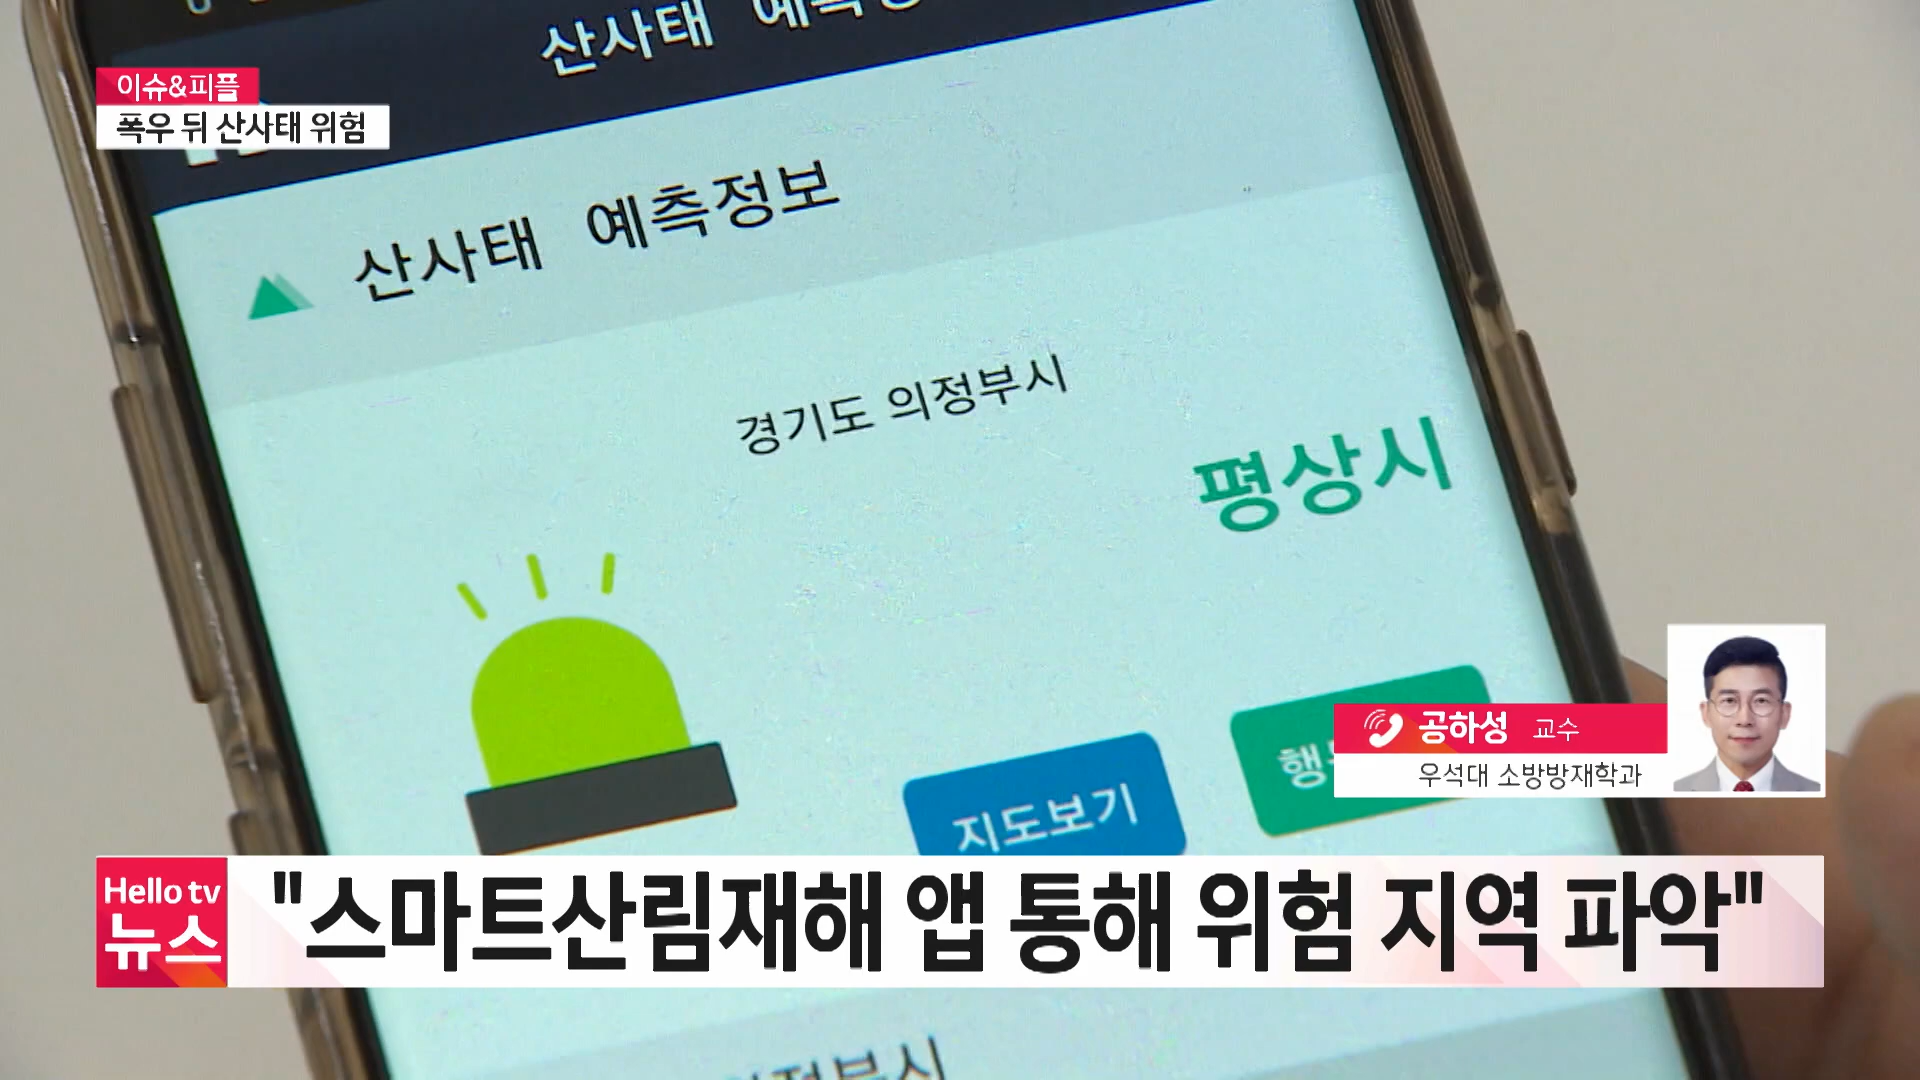 산사태
이슈&피플
폭우 뒤 산사태 위험
산사태 예측정보
경기도 의정부시
평상시
지도보기
공하성 교수
우석대 소방방재학과
Hello tv
뉴스
"스마트산림재해 앱 통해 위험 지역 파악"